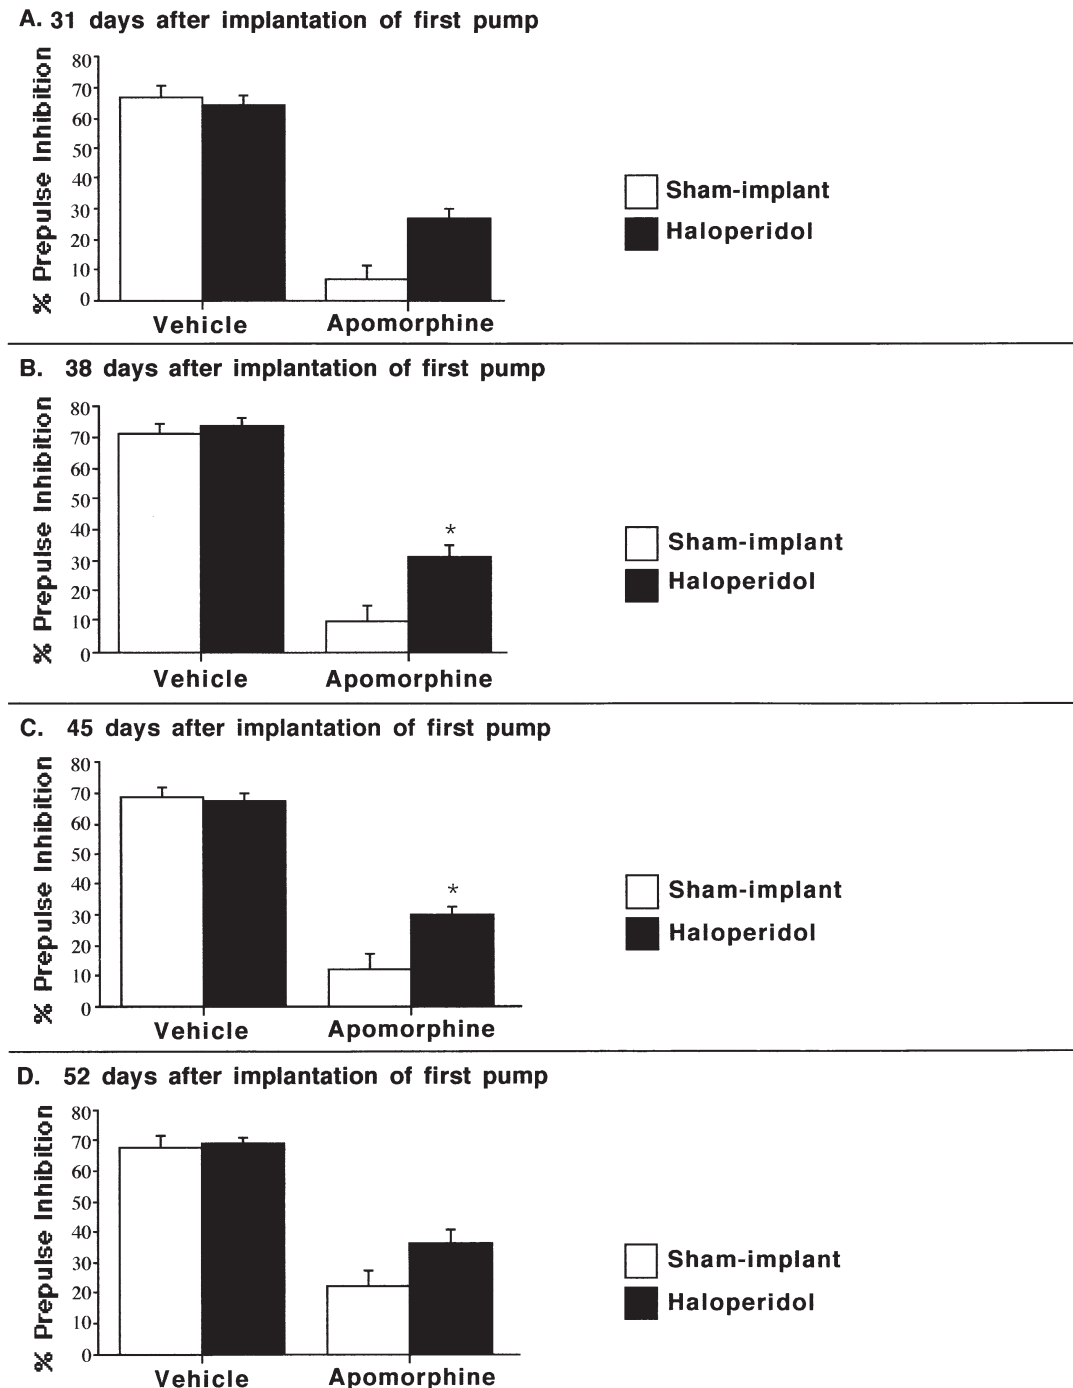 A. 31 days after implantation of first pump
% Prepulse Inhibition
80
70
60
50
40
30
20
10
0
Vehicle
Apomorphine
Sham-implant
Haloperidol
B. 38 days after implantation of first pump
% Prepulse Inhibition
80
70
60
50
40
30
20
10
0
*
Vehicle
Apomorphine
Sham-implant
Haloperidol
C. 45 days after implantation of first pump
% Prepulse Inhibition
80
70
60
50
40
30
20
10
0
*
Vehicle
Apomorphine
Sham-implant
Haloperidol
D. 52 days after implantation of first pump
% Prepulse Inhibition
80
70
60
50
40
30
20
10
0
Vehicle
Apomorphine
Sham-implant
Haloperidol